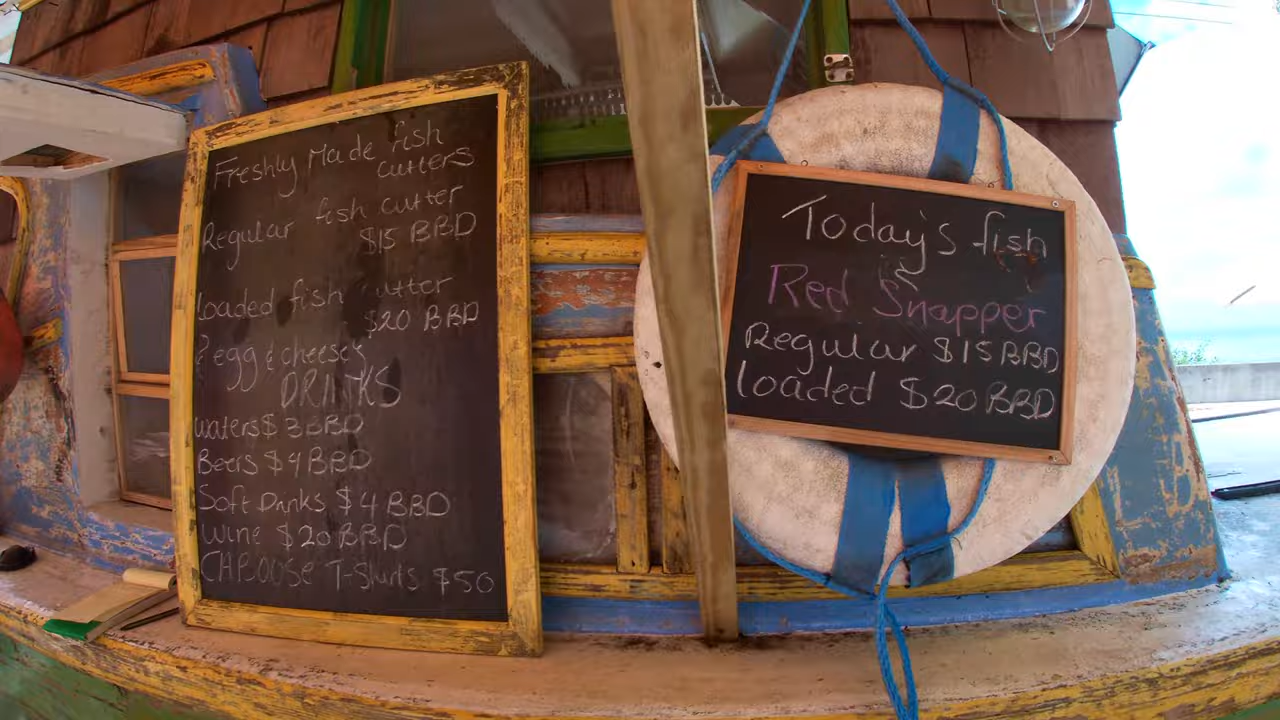 Freshly Made fish
cutters
Regular fish cutter
$15 BBD
loaded fish cutter
$20 BBD
egg & cheese
DRINKS
waters $3 BBD
Beers $4 BBD
Soft Drinks $4 BBD
Wine $20 BBD
CABOOSE T-Shirts $50
Today's fish
is
Red Snapper
Regular $15 BBD
loaded $20 BBD